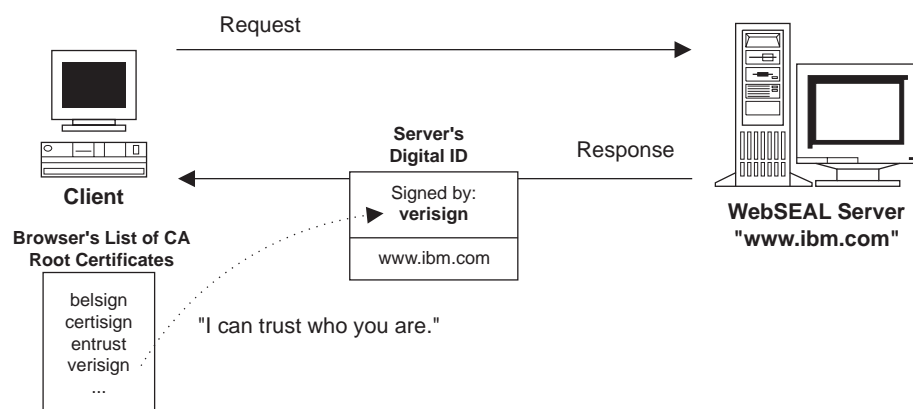 Request
Server's
Digital ID
Response
Client
Signed by:
verisign
www.ibm.com
WebSEAL Server
"www.ibm.com"
Browser's List of CA
Root Certificates
belsign
certisign
entrust
verisign
...
"I can trust who you are."